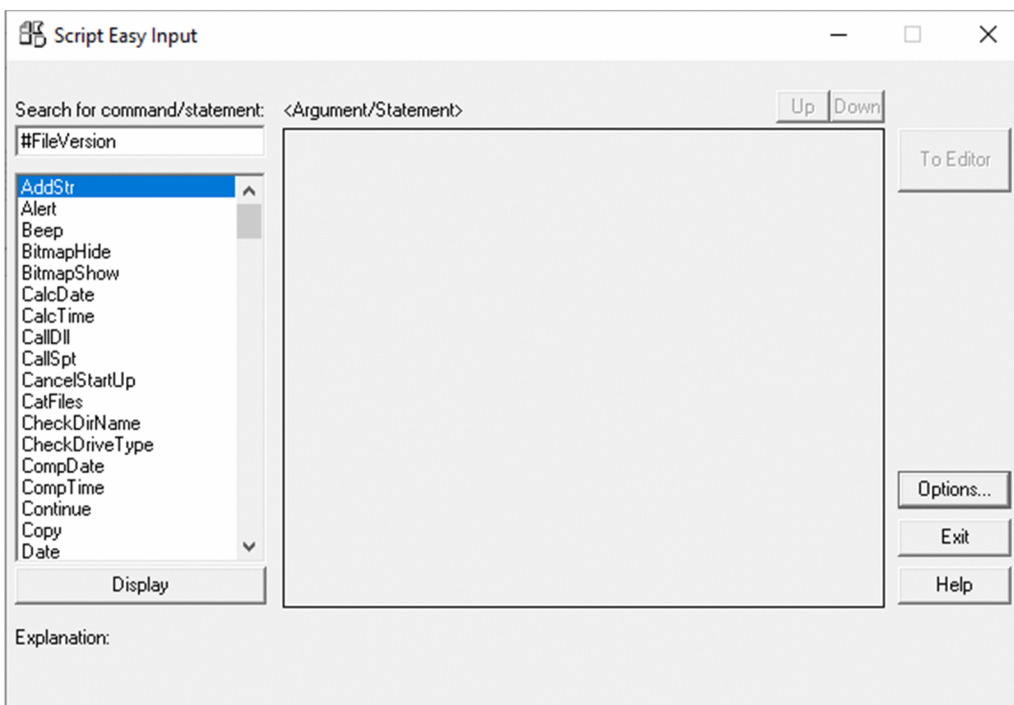 Script Easy Input
Search for command/statement:
<Argument/Statement>
Up
Down
#FileVersion
To Editor
AddStr
Alert
Beep
BitmapHide
BitmapShow
CalcDate
CalcTime
CallDll
CallSpt
CancelStartUp
CatFiles
CheckDirName
CheckDriveType
CompDate
CompTime
Continue
Copy
Date
Options...
Exit
Display
Help
Explanation: